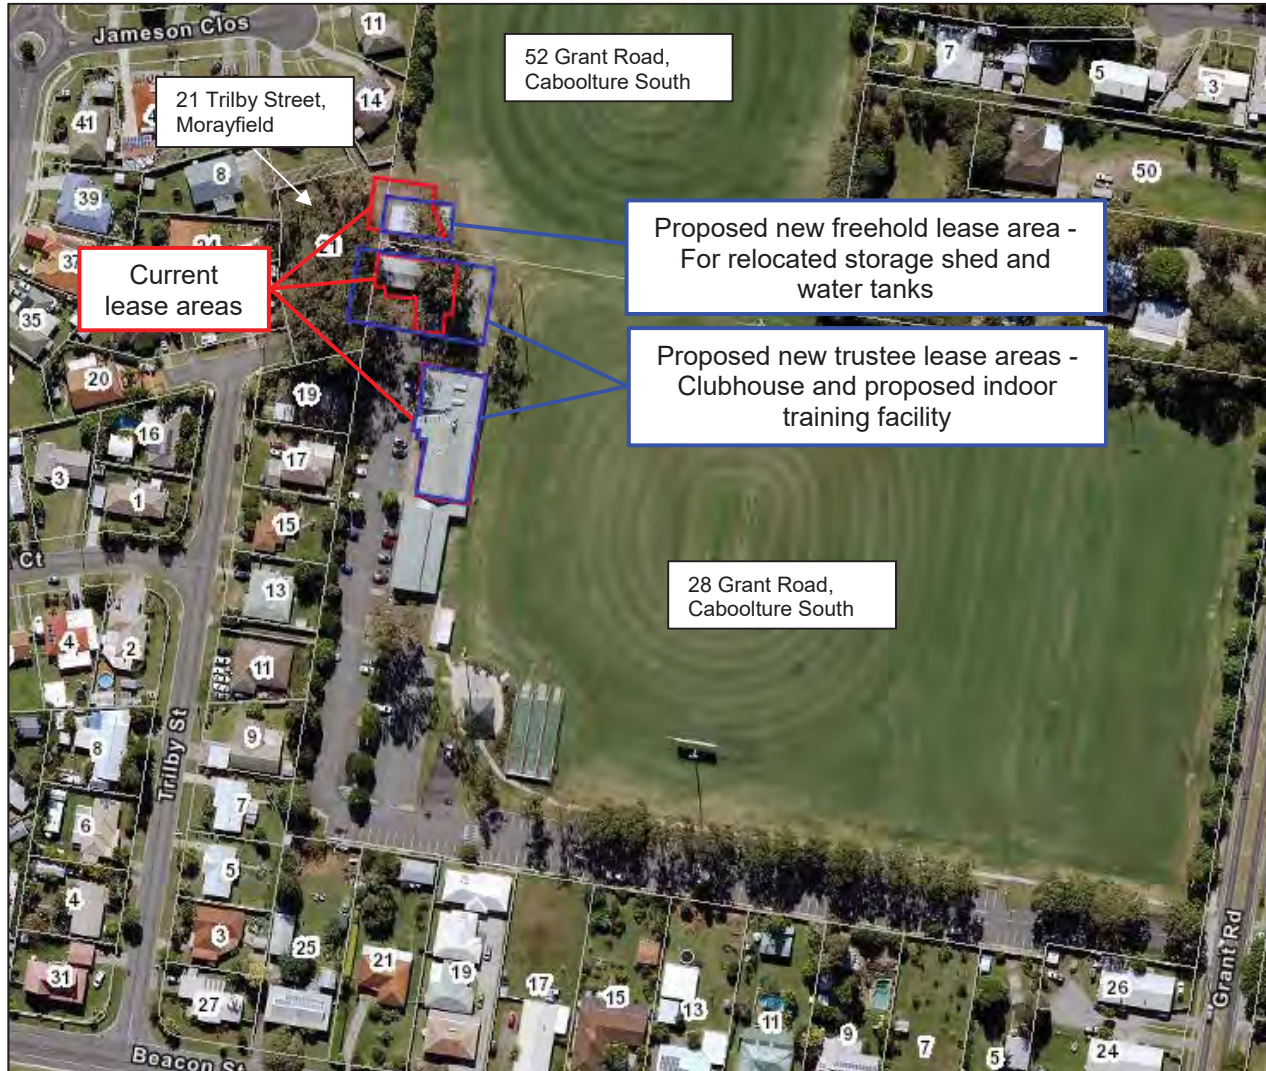 Jameson Clos
11
52 Grant Road,
Caboolture South
7
5
3
21 Trilby Street,
Morayfield
14
41
4
8
50
39
24
21
37
Current
lease areas
Proposed new freehold lease area -
For relocated storage shed and
water tanks
35
20
19
Proposed new trustee lease areas -
Clubhouse and proposed indoor
training facility
16
17
3
1
15
Ct
13
28 Grant Road,
Caboolture South
4
2
11
9
8
Trilby St
7
6
5
4
3
25
21
19
17
15
13
11
9
7
5
26
24
31
27
Grant Rd
Beacon St